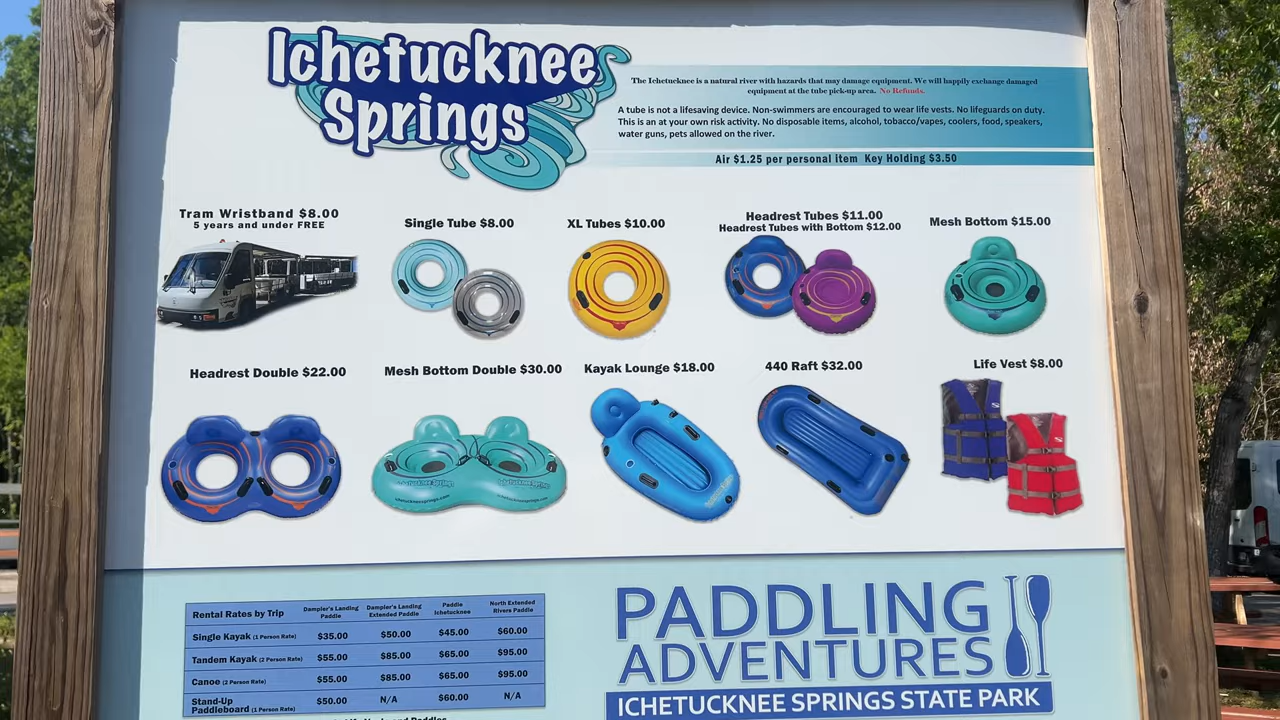 Ichetucknee
Springs
The Ichetucknee is a natural river with hazards that may damage equipment. We will happily exchange damaged
equipment at the tube pick-up area. No Refunds.
A tube is not a lifesaving device. Non-swimmers are encouraged to wear life vests. No lifeguards on duty.
This is an at your own risk activity. No disposable items, alcohol, tobacco/vapes, coolers, food, speakers,
water guns, pets allowed on the river.
Air $1.25 per personal item Key Holding $3.50
Tram Wristband $8.00
5 years and under FREE
Single Tube $8.00
XL Tubes $10.00
Headrest Tubes $11.00
Headrest Tubes with Bottom $12.00
Mesh Bottom $15.00
Headrest Double $22.00
Mesh Bottom Double $30.00
Ichetucknee Springs
ichetuckneesprings.com
Ichetucknee Springs
ichetuckneesprings.com
Kayak Lounge $18.00
440 Raft $32.00
Life Vest $8.00
Rental Rates by Trip
Dampler's Landing
Paddle
Dampler's Landing
Extended Paddle
Paddle
Ichetucknee
North Extended
Rivers Paddle
Single Kayak (1 Person Rate) $35.00 $50.00 $45.00 $60.00
Tandem Kayak (2 Person Rate) $55.00 $85.00 $65.00 $95.00
Canoe (2 Person Rate) $55.00 $85.00 $65.00 $95.00
Stand-Up
Paddleboard (1 Person Rate) $50.00 N/A $60.00 N/A
PADDLING
ADVENTURES
ICHETUCKNEE SPRINGS STATE PARK